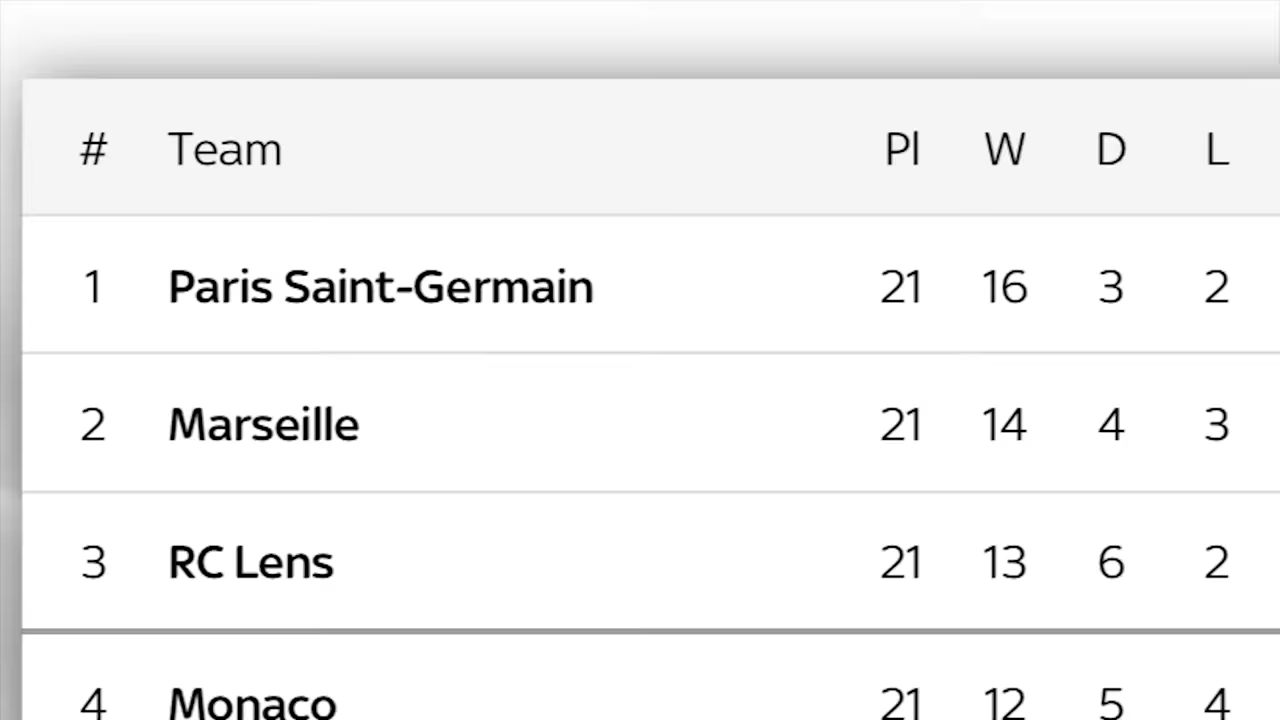 # Team Pl W D L
1 Paris Saint-Germain 21 16 3 2
2 Marseille 21 14 4 3
3 RC Lens 21 13 6 2
4 Monaco 21 12 5 4